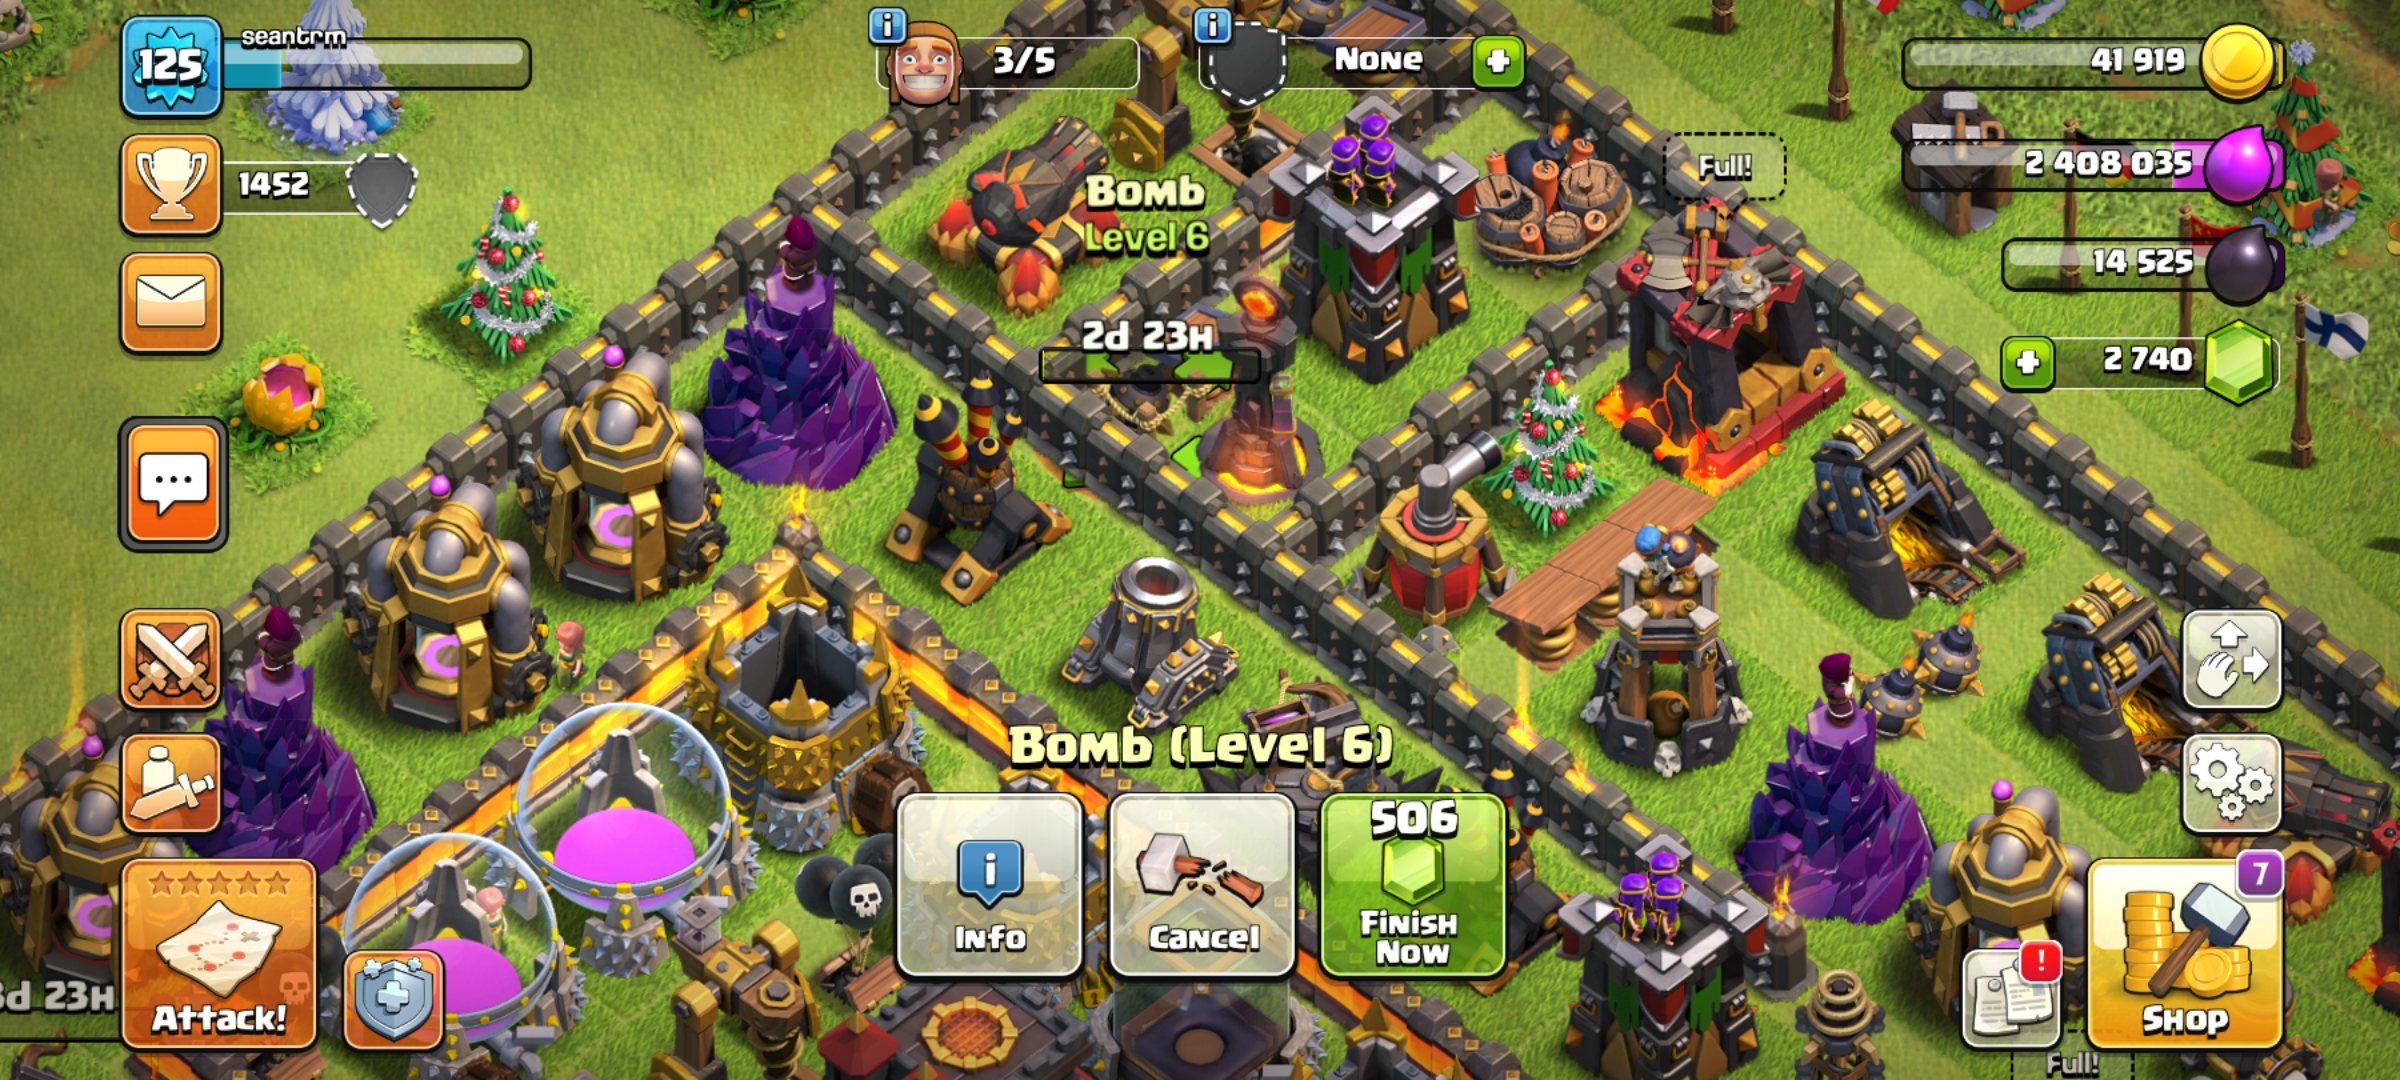 125
seantrm
3/5
None
41 919
1452
Full!
2 408 035
Bomb
Level 6
14 525
2d 23H
2 740
Bomb (Level 6)
Info
Cancel
506
Finish
Now
7
d 23H
Attack!
!
Shop
Full!